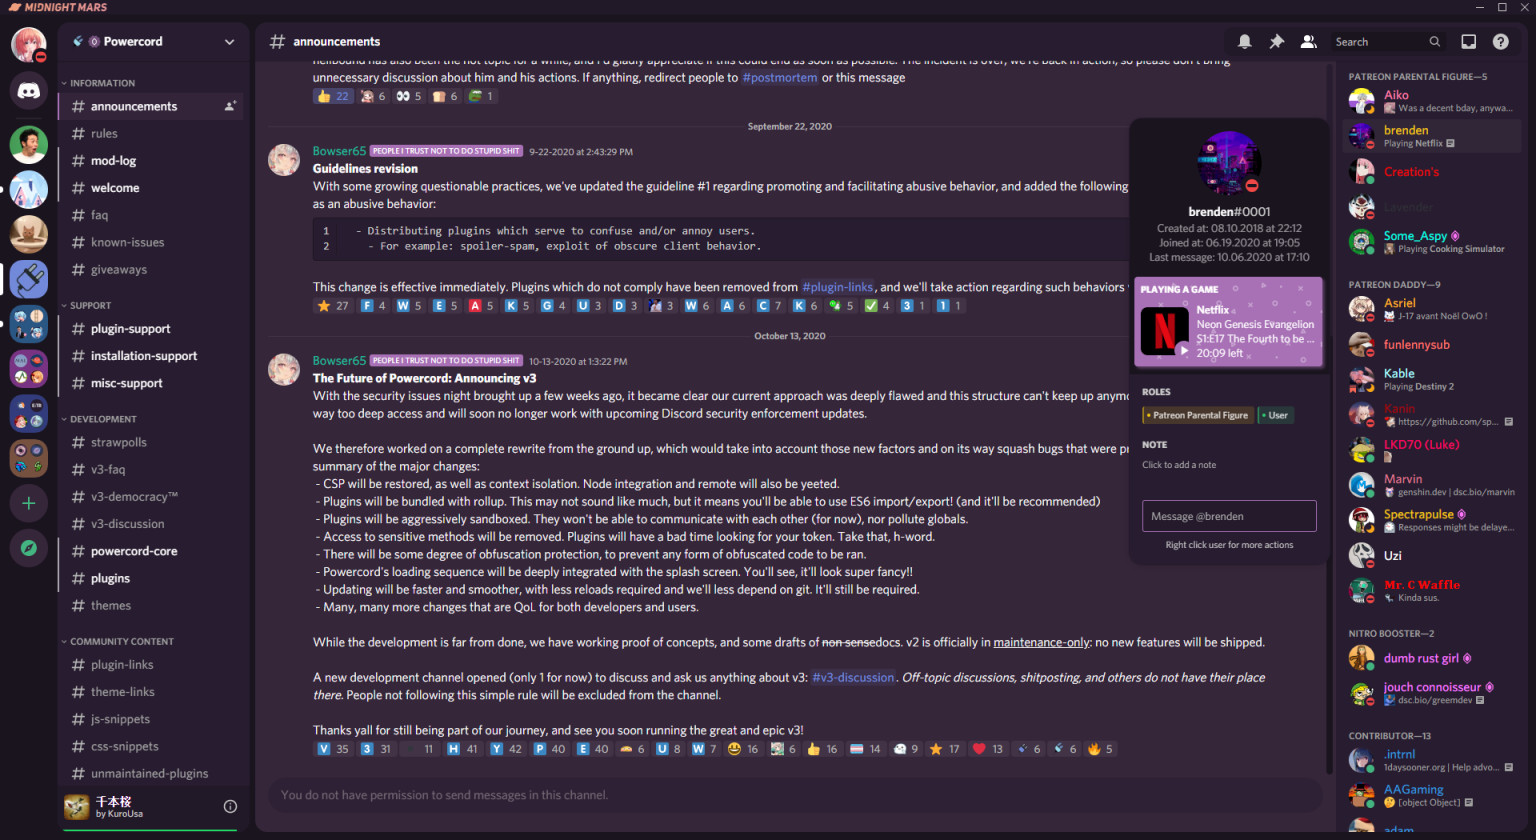 MIDNIGHT MARS
Powercord
INFORMATION
announcements
rules
mod-log
welcome
faq
known-issues
giveaways
SUPPORT
plugin-support
installation-support
misc-support
DEVELOPMENT
strawpolls
v3-faq
v3-democracy™
v3-discussion
powercord-core
plugins
themes
COMMUNITY CONTENT
plugin-links
theme-links
js-snippets
css-snippets
unmaintained-plugins
千本桜
by KuroUsa
announcements
Search
unnecessary discussion about him and his actions. If anything, redirect people to #postmortem or this message
22 6 5 6 1
September 22, 2020
Bowser65 PEOPLE I TRUST NOT TO DO STUPID SHIT 9-22-2020 at 2:43:29 PM
Guidelines revision
With some growing questionable practices, we've updated the guideline #1 regarding promoting and facilitating abusive behavior, and added the following
as an abusive behavior:
1 - Distributing plugins which serve to confuse and/or annoy users.
2 - For example: spoiler-spam, exploit of obscure client behavior.
This change is effective immediately. Plugins which do not comply have been removed from #plugin-links, and we'll take action regarding such behaviors
27 F 4 W 5 E 5 A 5 K 5 G 4 U 3 D 3 3 W 6 A 6 C 7 K 6 5 4 3 1 1 1
October 13, 2020
Bowser65 PEOPLE I TRUST NOT TO DO STUPID SHIT 10-13-2020 at 1:3:22 PM
The Future of Powercord: Announcing v3
With the security issues night brought up a few weeks ago, it became clear our current approach was deeply flawed and this structure can't keep up anymo
way too deep access and will soon no longer work with upcoming Discord security enforcement updates.
We therefore worked on a complete rewrite from the ground up, which would take into account those new factors and on its way squash bugs that were pr
summary of the major changes:
- CSP will be restored, as well as context isolation. Node integration and remote will also be yeeted.
- Plugins will be bundled with rollup. This may not sound like much, but it means you'll be able to use ES6 import/export! (and it'll be recommended)
- Plugins will be aggressively sandboxed. They won't be able to communicate with each other (for now), nor pollute globals.
- Access to sensitive methods will be removed. Plugins will have a bad time looking for your token. Take that, h-word.
- There will be some degree of obfuscation protection, to prevent any form of obfuscated code to be ran.
- Powercord's loading sequence will be deeply integrated with the splash screen. You'll see, it'll look super fancy!!
- Updating will be faster and smoother, with less reloads required and we'll less depend on git. It'll still be required.
- Many, many more changes that are QoL for both developers and users.
While the development is far from done, we have working proof of concepts, and some drafts of non sensedocs. v2 is officially in maintenance-only: no new features will be shipped.
A new development channel opened (only 1 for now) to discuss and ask us anything about v3: #v3-discussion. Off-topic discussions, shitposting, and others do not have their place
there. People not following this simple rule will be excluded from the channel.
Thanks yall for still being part of our journey, and see you soon running the great and epic v3!
V 35 3 31 11 H 41 Y 42 P 40 E 40 6 U 8 W 7 16 6 16 14 9 17 13 6 6 5
You do not have permission to send messages in this channel.
brenden#0001
Created at: 08.10.2018 at 22:12
Joined at: 06.19.2020 at 19:05
Last message: 10.06.2020 at 17:10
PLAYING A GAME
Netflix
Neon Genesis Evangelion
S1:E17 The Fourth to be ...
20:09 left
ROLES
Patreon Parental Figure User
NOTE
Click to add a note
Message @brenden
Right click user for more actions
PATREON PARENTAL FIGURE—5
Aiko
Was a decent bday, anywa...
brenden
Playing Netflix
Creation's
Lavender
Some_Aspy
Playing Cooking Simulator
PATREON DADDY—9
Asriel
J-17 avant Noël OwO !
funlennysub
Kable
Playing Destiny 2
Kanin
https://github.com/sp...
LKD70 (Luke)
Marvin
genshin.dev | dsc.bio/marvin
Spectrapulse
Responses might be delaye...
Uzi
Mr. C Waffle
Kinda sus.
NITRO BOOSTER—2
dumb rust girl
jouch connoisseur
dsc.bio/greemdev
CONTRIBUTOR—13
.intrnl
1daysooner.org | Help advo...
AAGaming
[object Object]
adam